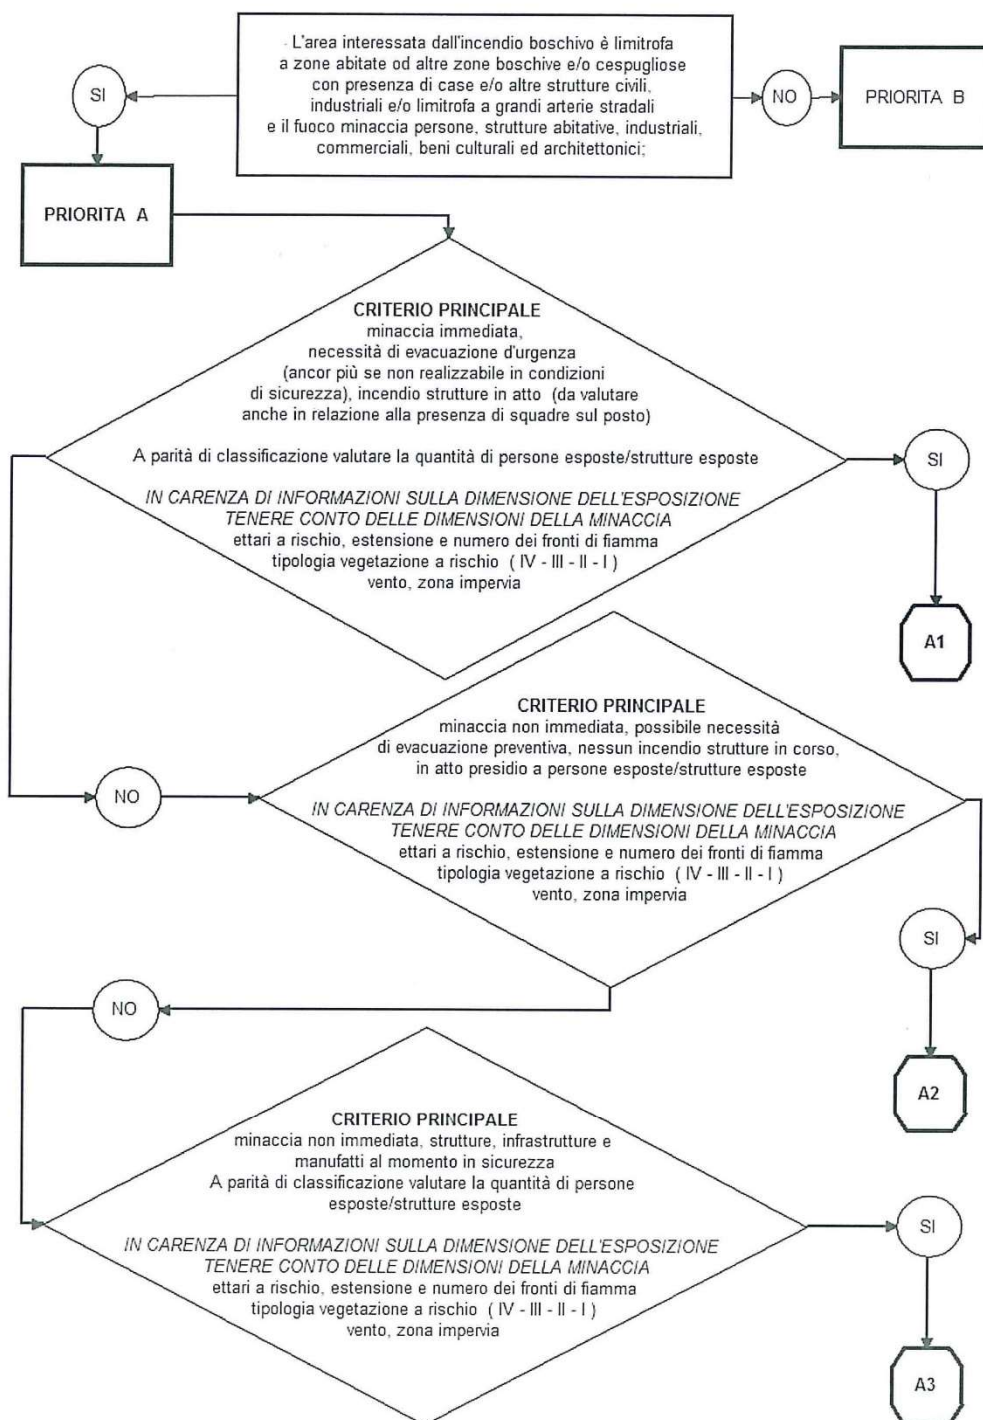 L'area interessata dall'incendio boschivo è limitrofa
a zone abitate od altre zone boschive e/o cespugliose
con presenza di case e/o altre strutture civili,
industriali e/o limitrofa a grandi arterie stradali
e il fuoco minaccia persone, strutture abitative, industriali,
commerciali, beni culturali ed architettonici;
SI
NO
PRIORITA B
PRIORITA A
CRITERIO PRINCIPALE
minaccia immediata,
necessità di evacuazione d'urgenza
(ancor più se non realizzabile in condizioni
di sicurezza), incendio strutture in atto (da valutare
anche in relazione alla presenza di squadre sul posto)
A parità di classificazione valutare la quantità di persone esposte/strutture esposte
IN CARENZA DI INFORMAZIONI SULLA DIMENSIONE DELL'ESPOSIZIONE
TENERE CONTO DELLE DIMENSIONI DELLA MINACCIA
ettari a rischio, estensione e numero dei fronti di fiamma
tipologia vegetazione a rischio ( IV - III - II - I )
vento, zona impervia
SI
A1
CRITERIO PRINCIPALE
minaccia non immediata, possibile necessità
di evacuazione preventiva, nessun incendio strutture in corso,
in atto presidio a persone esposte/strutture esposte
IN CARENZA DI INFORMAZIONI SULLA DIMENSIONE DELL'ESPOSIZIONE
TENERE CONTO DELLE DIMENSIONI DELLA MINACCIA
ettari a rischio, estensione e numero dei fronti di fiamma
tipologia vegetazione a rischio ( IV - III - II - I )
vento, zona impervia
NO
SI
NO
A2
CRITERIO PRINCIPALE
minaccia non immediata, strutture, infrastrutture e
manufatti al momento in sicurezza
A parità di classificazione valutare la quantità di persone
esposte/strutture esposte
IN CARENZA DI INFORMAZIONI SULLA DIMENSIONE DELL'ESPOSIZIONE
TENERE CONTO DELLE DIMENSIONI DELLA MINACCIA
ettari a rischio, estensione e numero dei fronti di fiamma
tipologia vegetazione a rischio ( IV - III - II - I )
vento, zona impervia
SI
A3